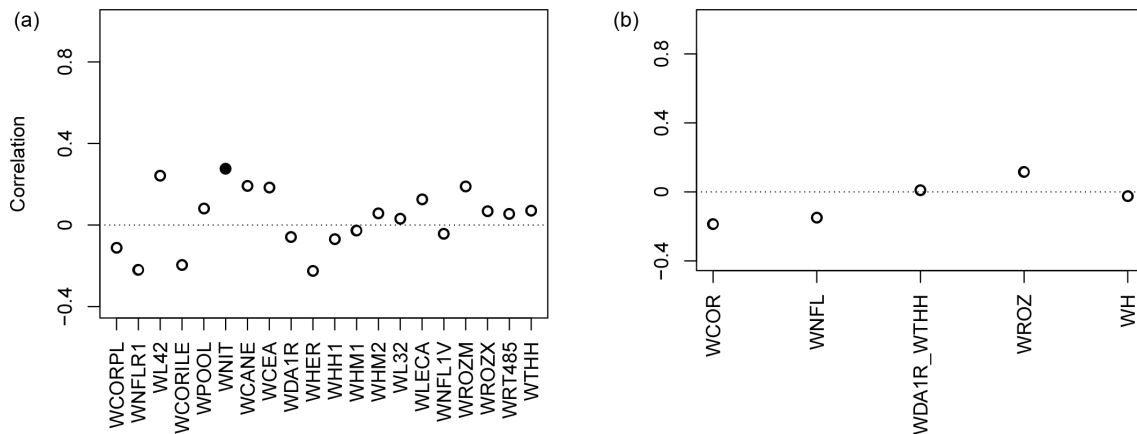 (a)
Correlation
0.8
0.4
0
−0.4
WCORPL
WNFLR1
WL42
WCORILE
WPOOL
WNIT
WCANE
WCEA
WDA1R
WHER
WHH1
WHM1
WHM2
WL32
WLECA
WNFL1V
WROZM
WROZX
WRT485
WTHH
(b)
0.8
0.4
0
−0.4
WCOR
WNFL
WDA1R_WTHH
WROZ
WH